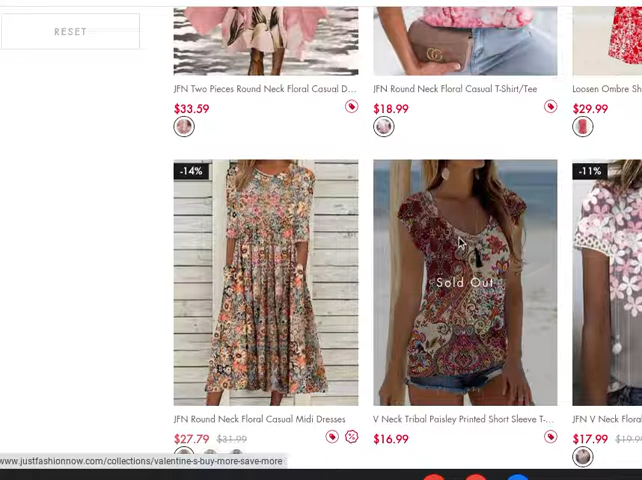 RESET
JFN Two Pieces Round Neck Floral Casual D...
JFN Round Neck Floral Casual T-Shirt/Tee
Loosen Ombre Sh
$33.59
$18.99
$29.99
-14%
Sold Out
-11%
JFN Round Neck Floral Casual Midi Dresses
V Neck Tribal Paisley Printed Short Sleeve T-...
JFN V Neck Flora
$27.79 $31.99
$16.99
$17.99 $19.9
www.justfashionnow.com/collections/valentine-s-buy-more-save-more